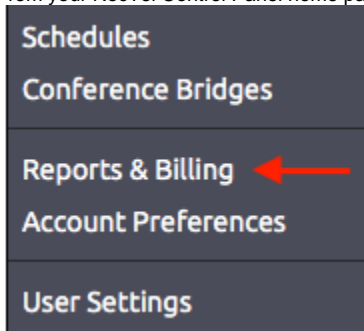 Schedules
Conference Bridges
Reports & Billing
Account Preferences
User Settings